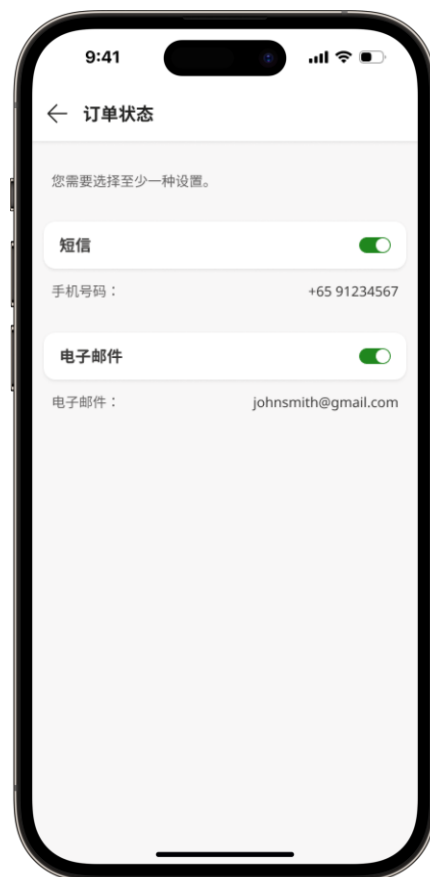 9:41
订单状态
您需要选择至少一种设置。
短信
手机号码：	+65 91234567
电子邮件
电子邮件：	johnsmith@gmail.com